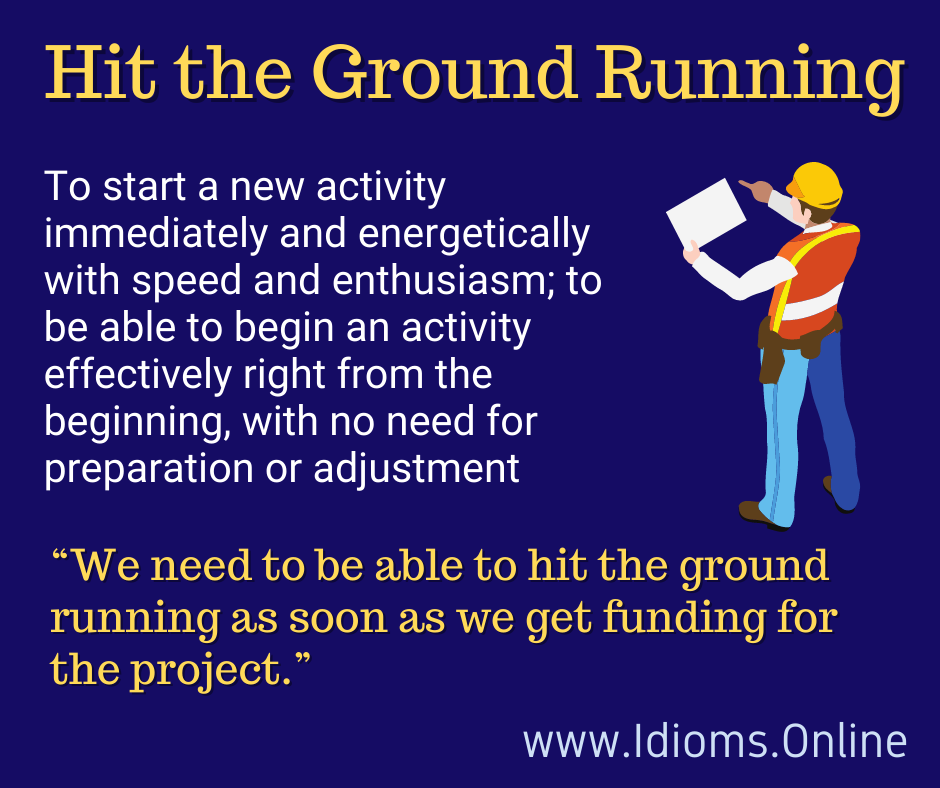 Hit the Ground Running
To start a new activity
immediately and energetically
with speed and enthusiasm; to
be able to begin an activity
effectively right from the
beginning, with no need for
preparation or adjustment
“We need to be able to hit the ground
running as soon as we get funding for
the project.”
www.Idioms.Online